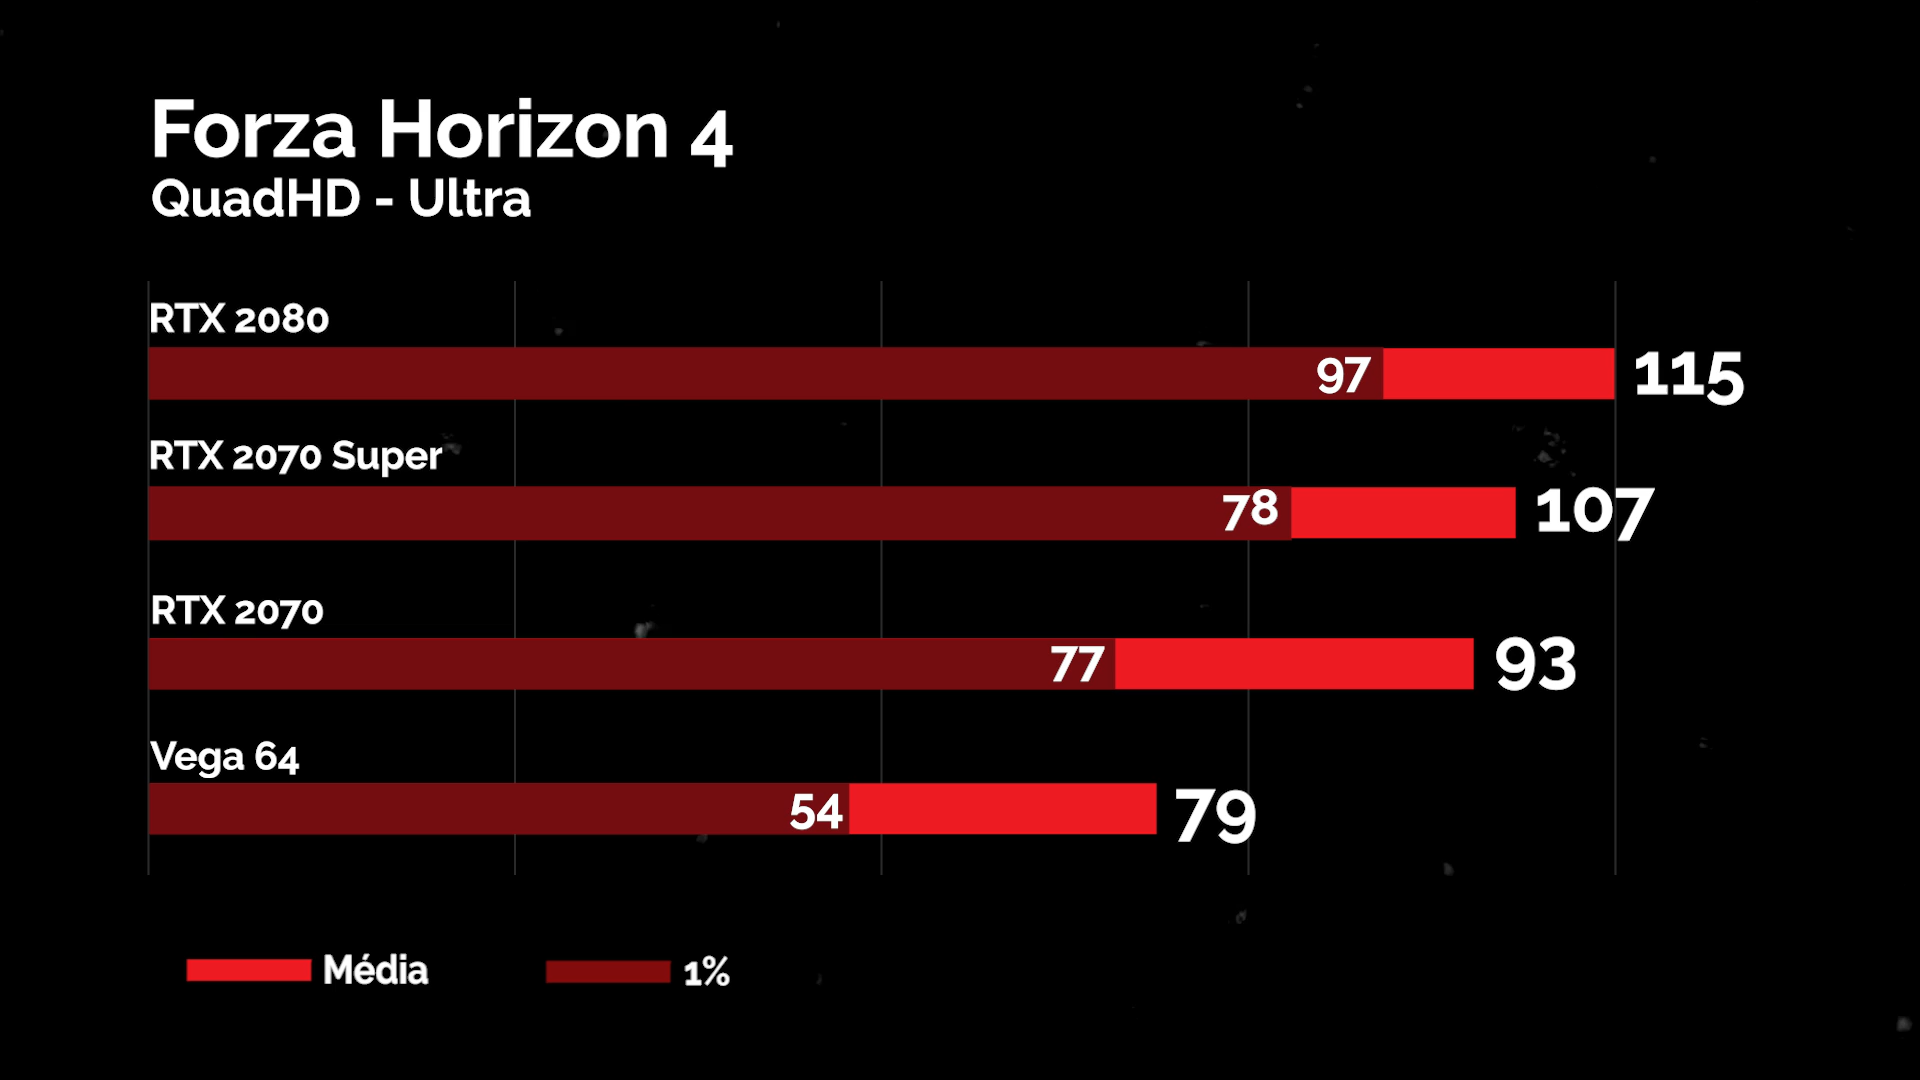 Forza Horizon 4
QuadHD - Ultra
RTX 2080
97 115
RTX 2070 Super
78 107
RTX 2070
77 93
Vega 64
54 79
Média 1%